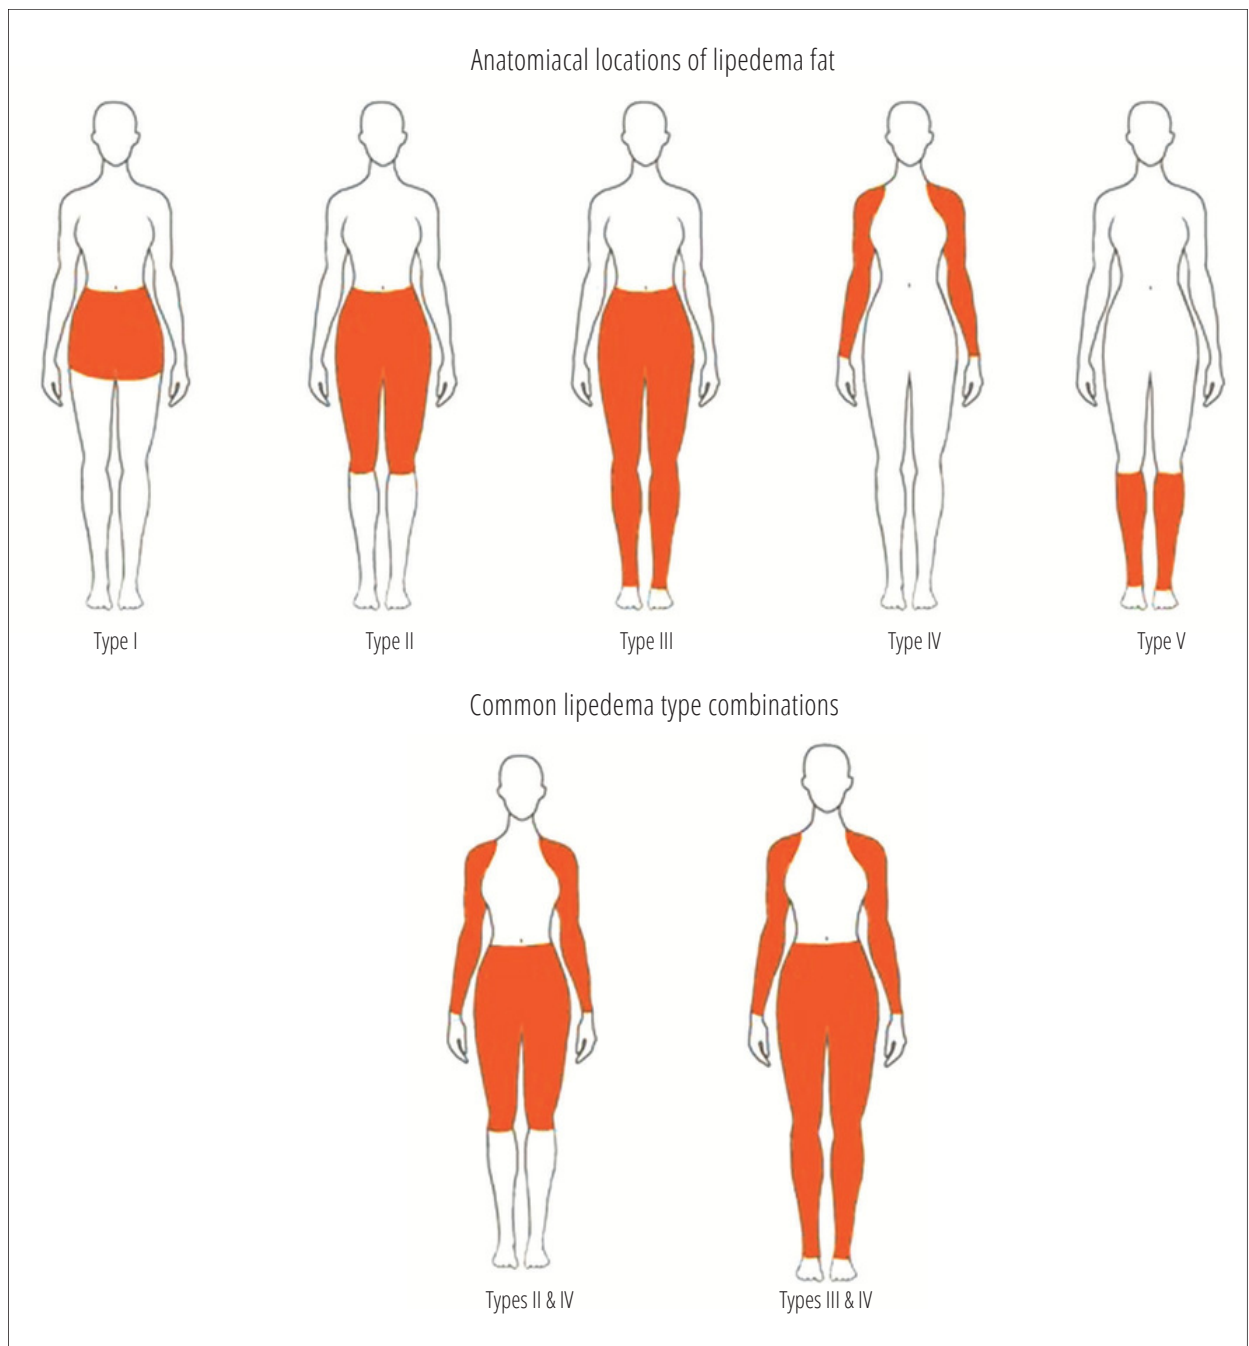 Anatomiacal locations of lipedema fat
Type I
Type II
Type III
Type IV
Type V
Common lipedema type combinations
Types II & IV
Types III & IV